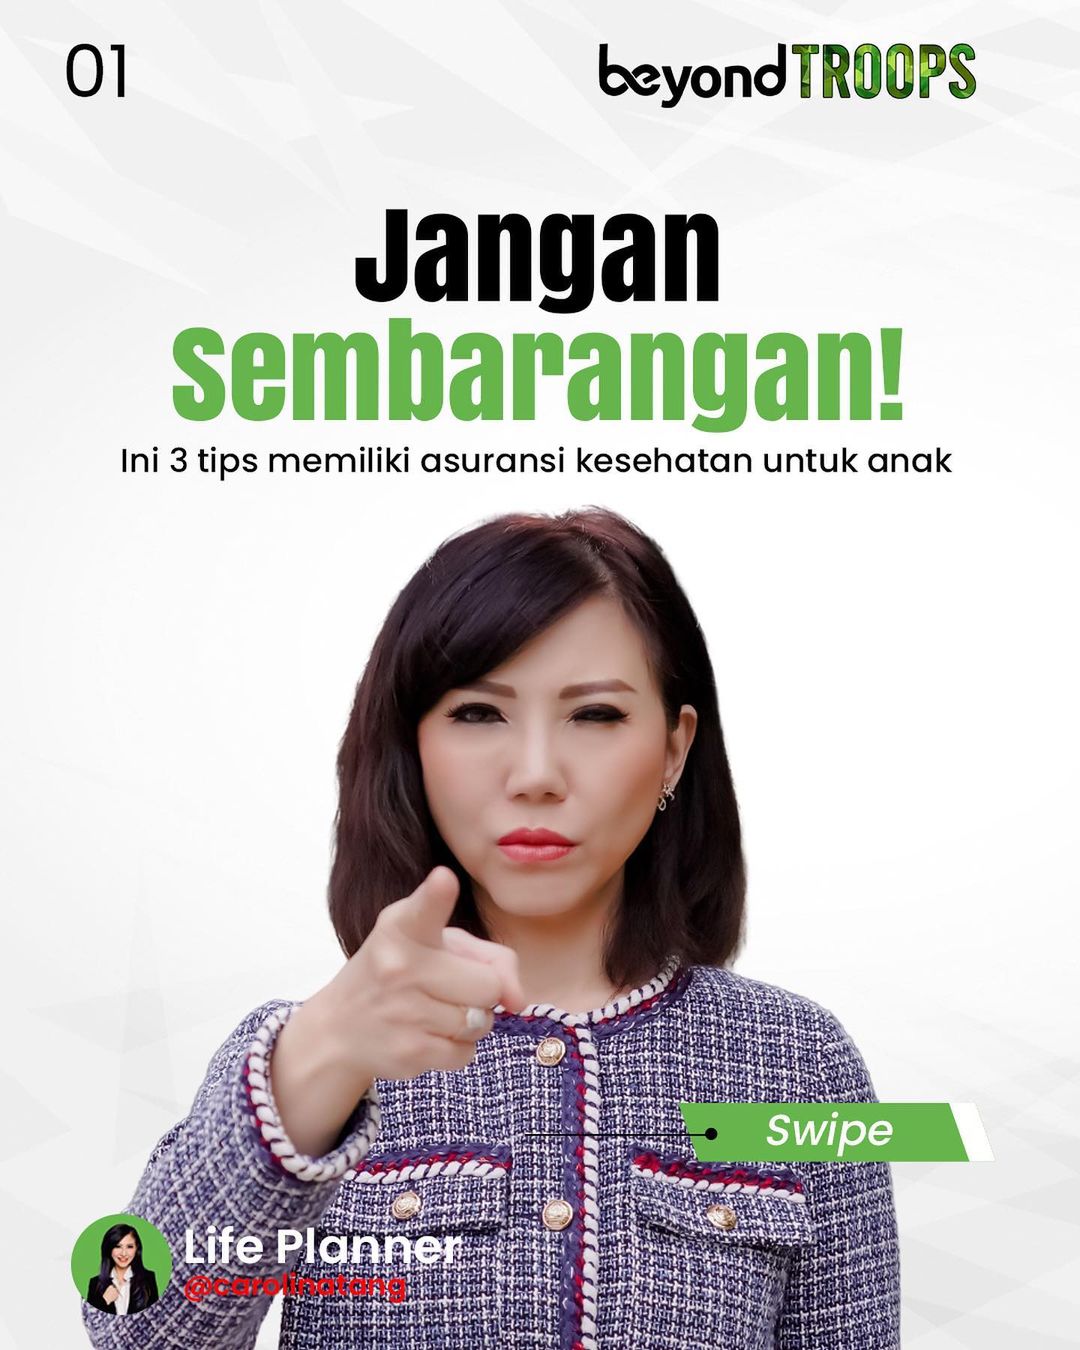 01
beyondTROOPS
Jangan
Sembarangan!
Ini 3 tips memiliki asuransi kesehatan untuk anak
Swipe
Life Planner
@carolinatang